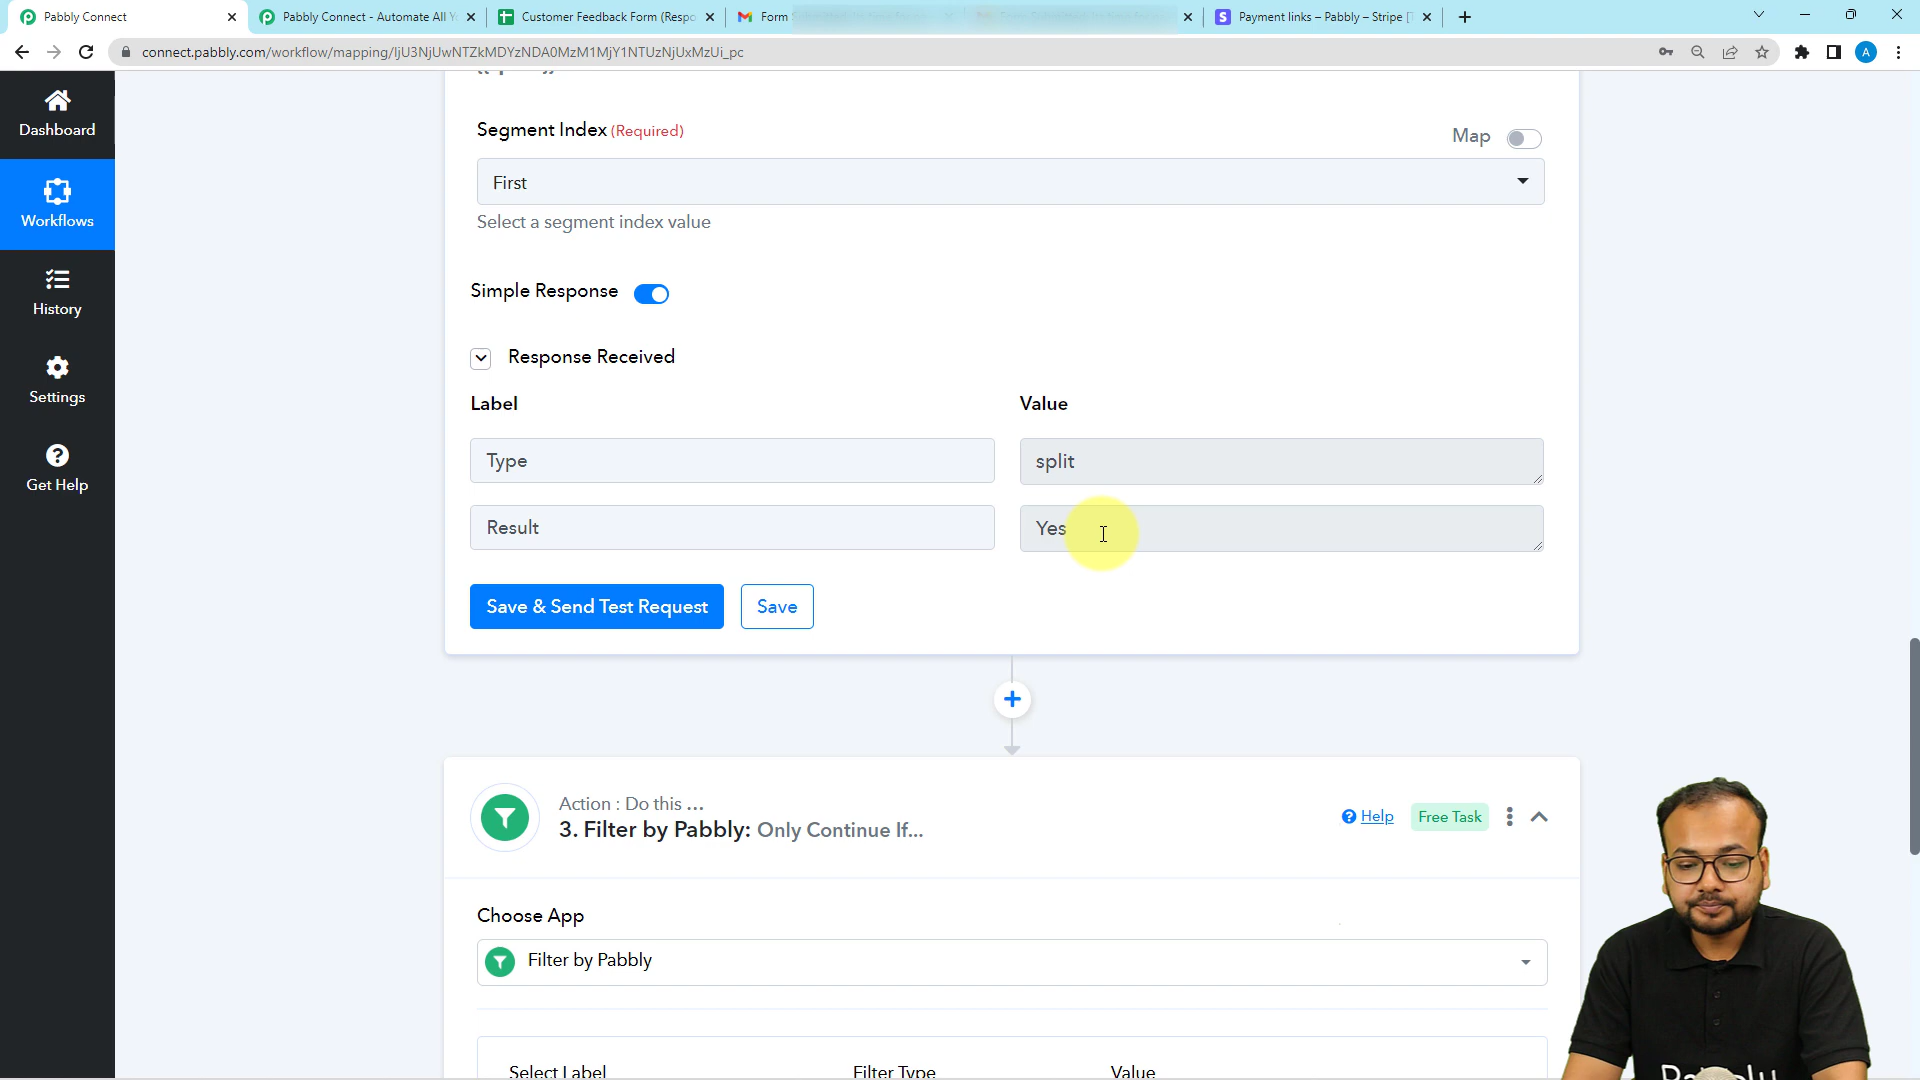 Pabbly Connect
Pabbly Connect - Automate All Y
Customer Feedback Form (Respo
Form
Payment links – Pabbly – Stripe [
connect.pabbly.com/workflow/mapping/IjU3NjUwNTZkMDYzNDA0MzM1MjY1NTUzNjUxMzUi_pc
A
Dashboard
Workflows
History
Settings
Get Help
Segment Index (Required)
Map
First
Select a segment index value
Simple Response
Response Received
Label
Value
Type
split
Result
Yes
Save & Send Test Request
Save
Action : Do this ...
3. Filter by Pabbly: Only Continue If...
Help
Free Task
Choose App
Filter by Pabbly
Select Label
Filter Type
Value